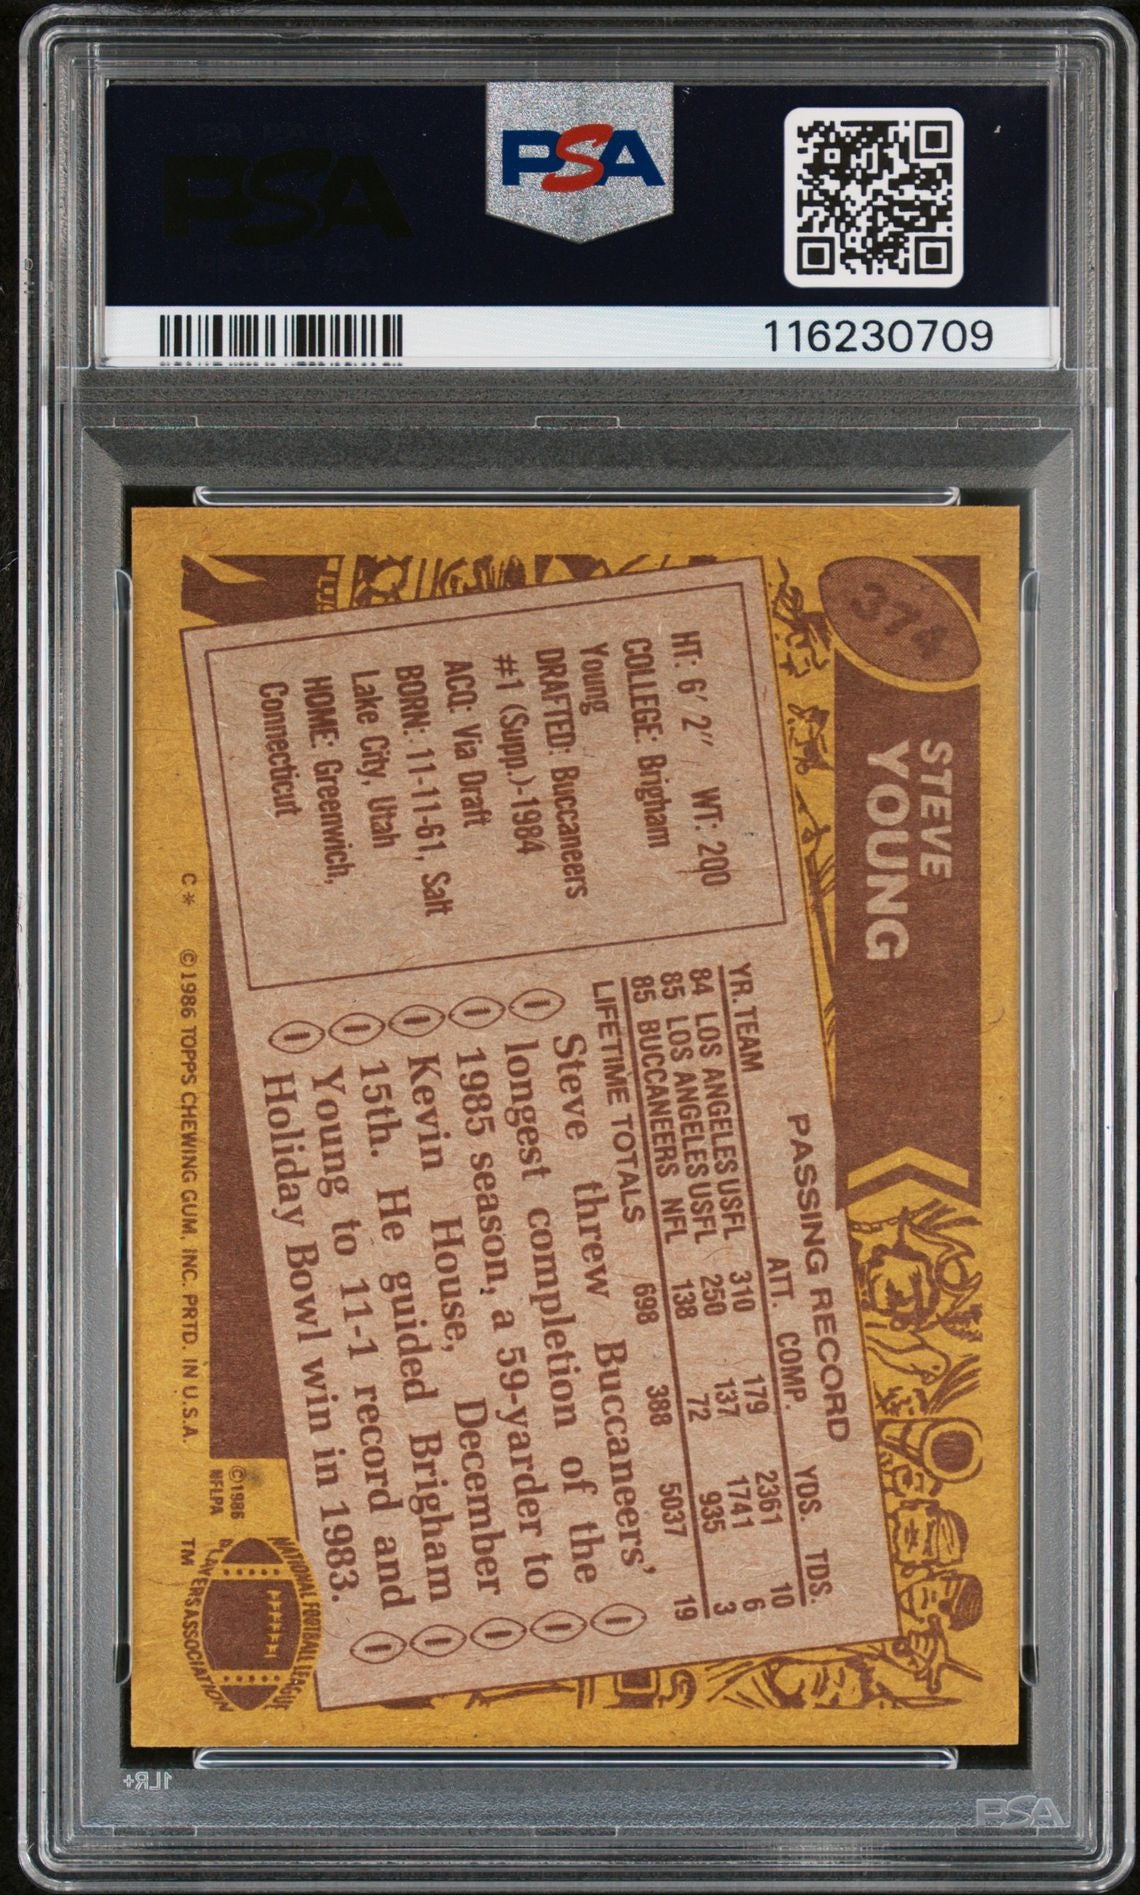 PSA
PSA
116230709
374
STEVE
YOUNG
HT: 6'2" WT: 200
COLLEGE: Brigham
Young
DRAFTED: Buccaneers
#1 (Supp.)-1984
ACQ: Via Draft
BORN: 11-11-61, Salt
Lake City, Utah
HOME: Greenwich,
Connecticut
PASSING RECORD
YR. TEAM ATT. COMP. YDS. TDS.
84 LOS ANGELES USFL 310 179 2361 10
85 LOS ANGELES USFL 250 137 1741 6
85 BUCCANEERS NFL 138 72 935 3
LIFETIME TOTALS 698 388 5037 19
Steve threw Buccaneers'
longest completion of the
1985 season, a 59-yarder to
Kevin House, December
15th. He guided Brigham
Young to 11-1 record and
Holiday Bowl win in 1983.
C* ©1986 TOPPS CHEWING GUM, INC. PRTD. IN U.S.A.
©1986
NFLPA
NATIONAL FOOTBALL LEAGUE
PLAYERS ASSOCIATION
TM
1LR+
PSA